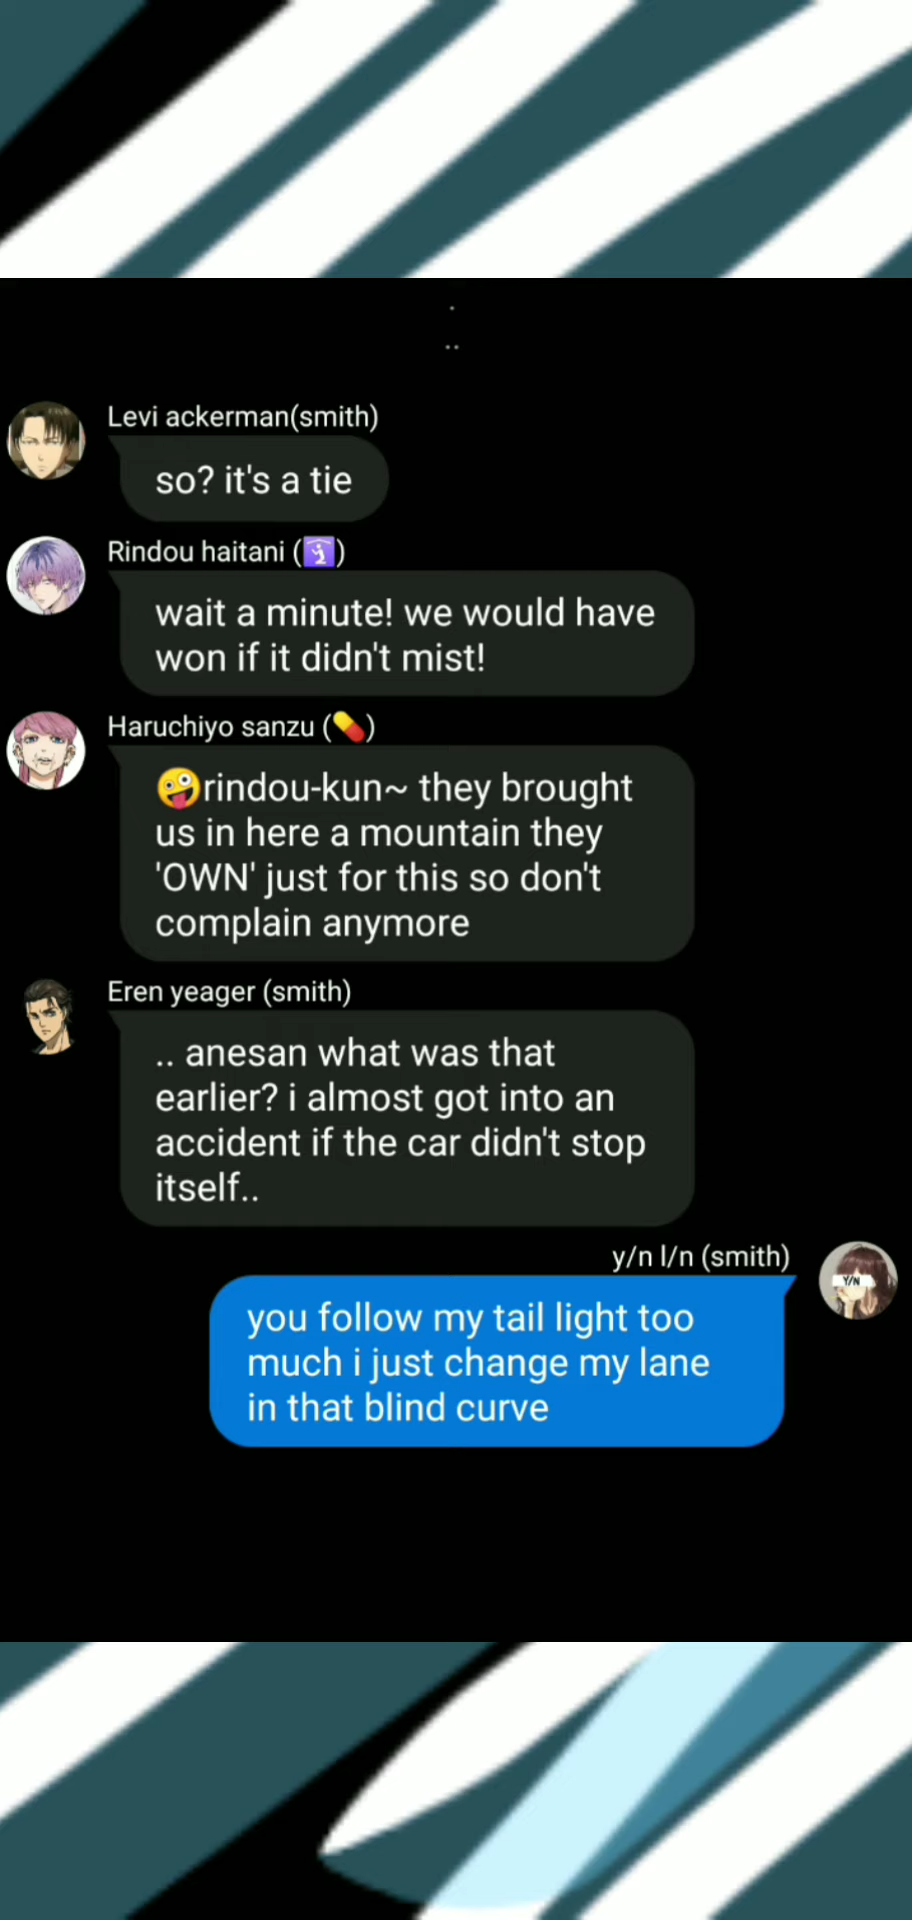 Levi ackerman(smith)
so? it's a tie
Rindou haitani (🛐)
wait a minute! we would have
won if it didn't mist!
Haruchiyo sanzu (💊)
🤪rindou-kun~ they brought
us in here a mountain they
'OWN' just for this so don't
complain anymore
Eren yeager (smith)
.. anesan what was that
earlier? i almost got into an
accident if the car didn't stop
itself..
y/n l/n (smith)
Y/N
you follow my tail light too
much i just change my lane
in that blind curve